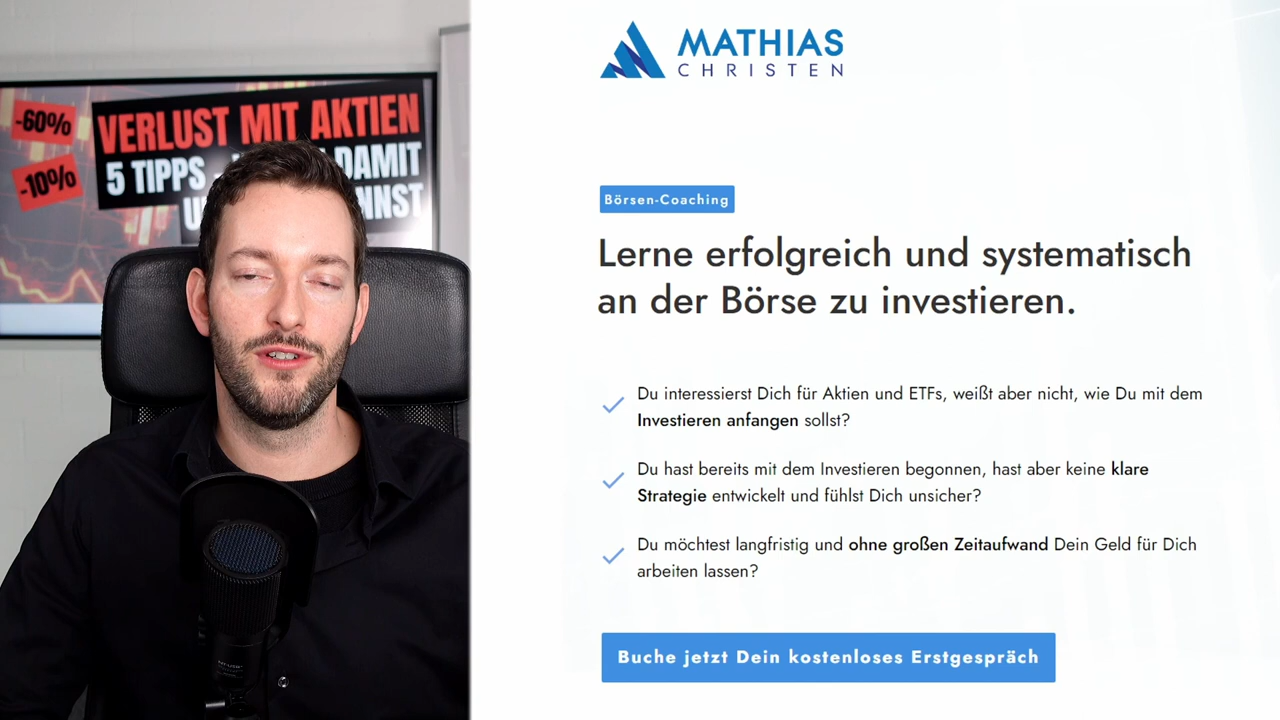 -60%
-10%
VERLUST MIT AKTIEN
5 TIPPS - DAMIT
MATHIAS
CHRISTEN
Börsen-Coaching
Lerne erfolgreich und systematisch
an der Börse zu investieren.
Du interessierst Dich für Aktien und ETFs, weißt aber nicht, wie Du mit dem
Investieren anfangen sollst?
Du hast bereits mit dem Investieren begonnen, hast aber keine klare
Strategie entwickelt und fühlst Dich unsicher?
Du möchtest langfristig und ohne großen Zeitaufwand Dein Geld für Dich
arbeiten lassen?
Buche jetzt Dein kostenloses Erstgespräch